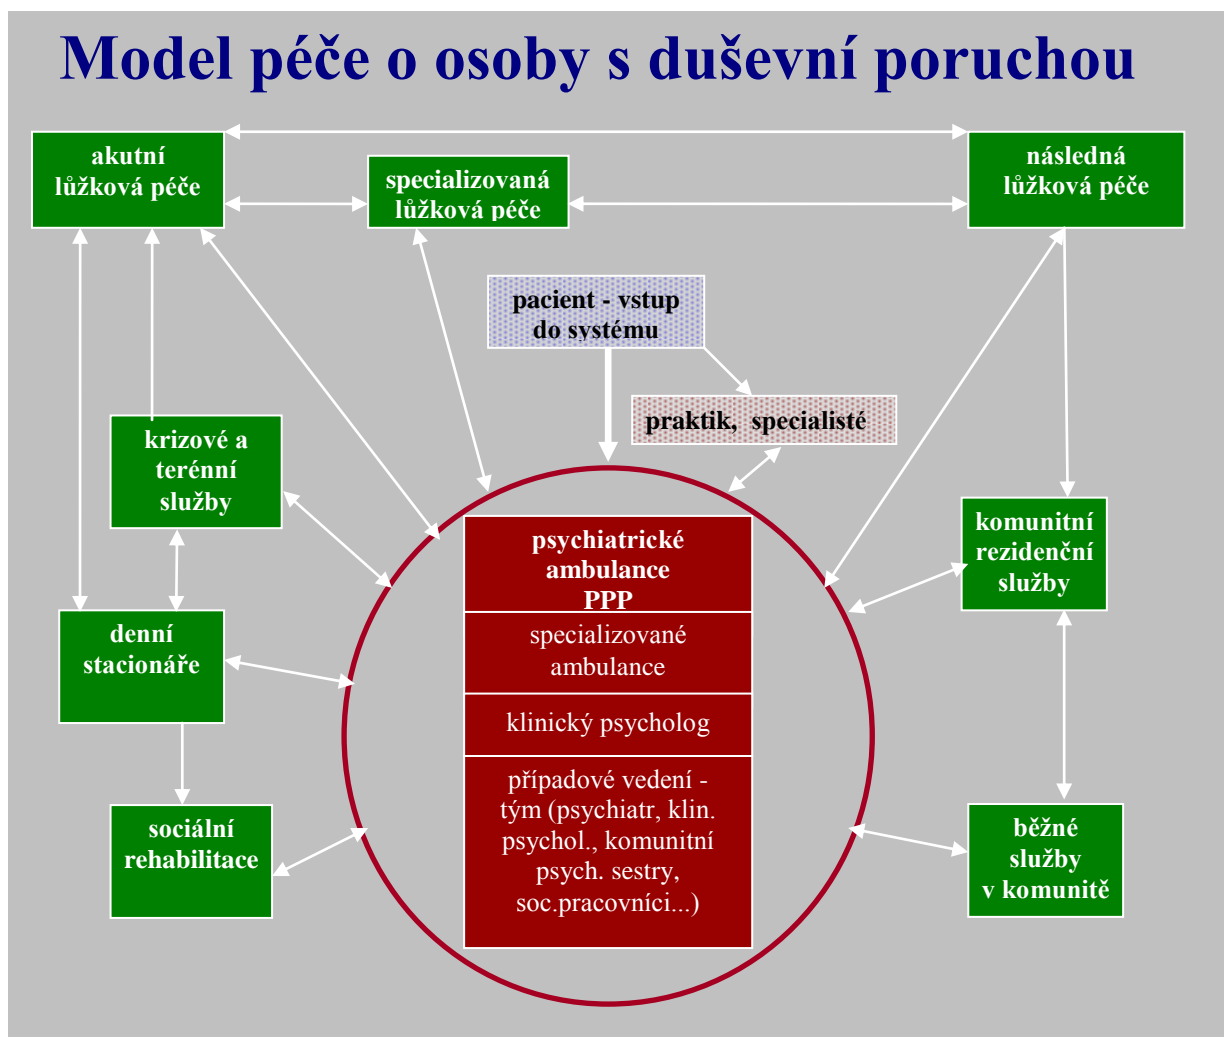 Model péče o osoby s duševní poruchou
akutní
lůžková péče
specializovaná
lůžková péče
následná
lůžková péče
pacient - vstup
do systému
praktik, specialisté
krizové a
terénní
služby
komunitní
rezidenční
služby
psychiatrické
ambulance
PPP
specializované
ambulance
klinický psycholog
případové vedení -
tým (psychiatr, klin.
psychol., komunitní
psych. sestry,
soc.pracovníci...)
denní
stacionáře
sociální
rehabilitace
běžné
služby
v komunitě